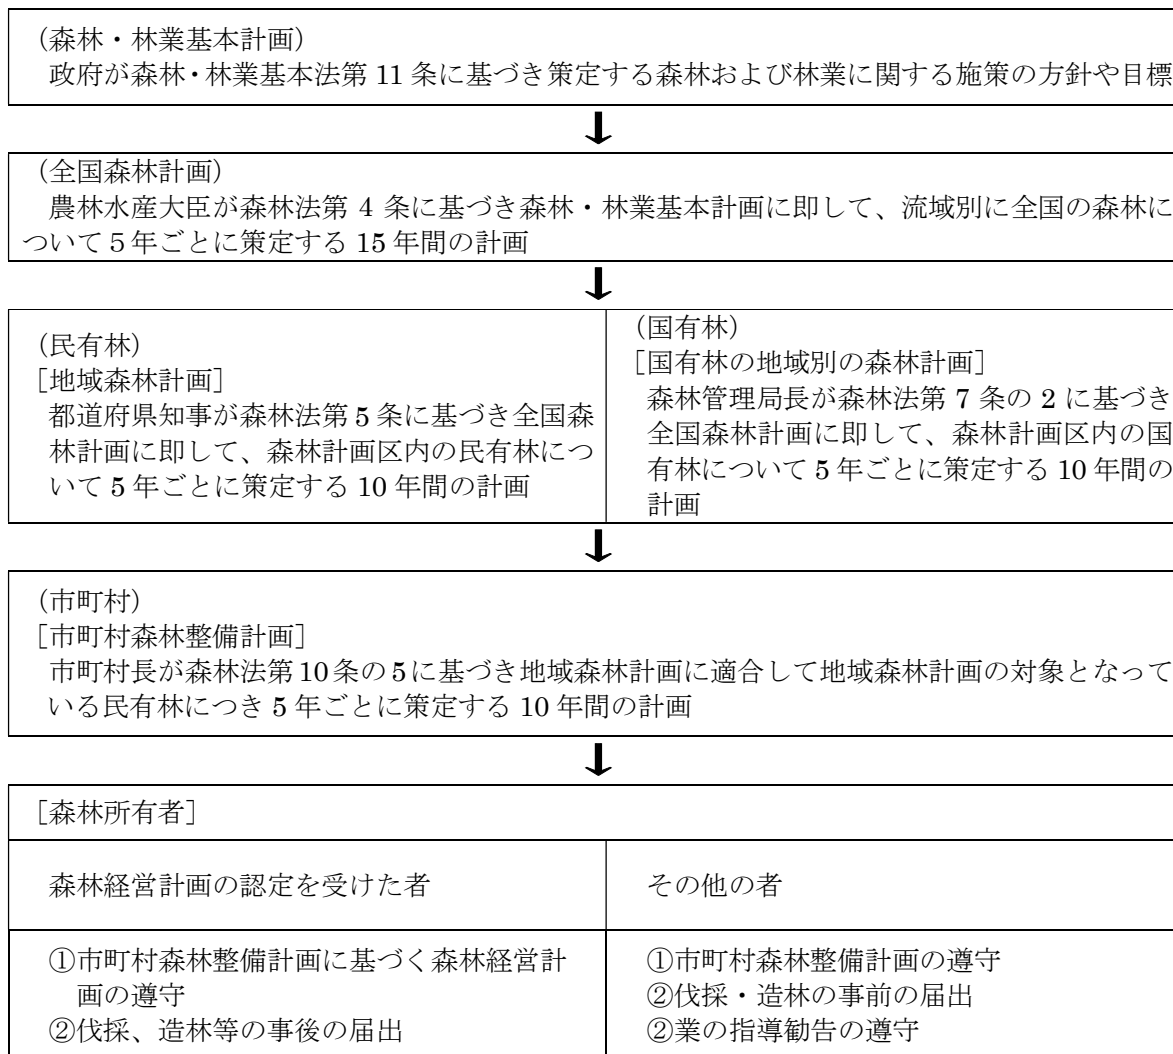 （森林・林業基本計画）
政府が森林・林業基本法第 11 条に基づき策定する森林および林業に関する施策の方針や目標
↓
（全国森林計画）
農林水産大臣が森林法第 4 条に基づき森林・林業基本計画に即して、流域別に全国の森林に
ついて５年ごとに策定する 15 年間の計画
↓
（民有林）
［地域森林計画］
都道府県知事が森林法第 5 条に基づき全国森
林計画に即して、森林計画区内の民有林につ
いて 5 年ごとに策定する 10 年間の計画
（国有林）
［国有林の地域別の森林計画］
森林管理局長が森林法第 7 条の 2 に基づき
全国森林計画に即して、森林計画区内の国
有林について 5 年ごとに策定する 10 年間の
計画
↓
（市町村）
［市町村森林整備計画］
市町村長が森林法第 10 条の 5 に基づき地域森林計画に適合して地域森林計画の対象となって
いる民有林につき 5 年ごとに策定する 10 年間の計画
↓
［森林所有者］
森林経営計画の認定を受けた者
その他の者
①市町村森林整備計画に基づく森林経営計
画の遵守
②伐採、造林等の事後の届出
①市町村森林整備計画の遵守
②伐採・造林の事前の届出
②業の指導勧告の遵守